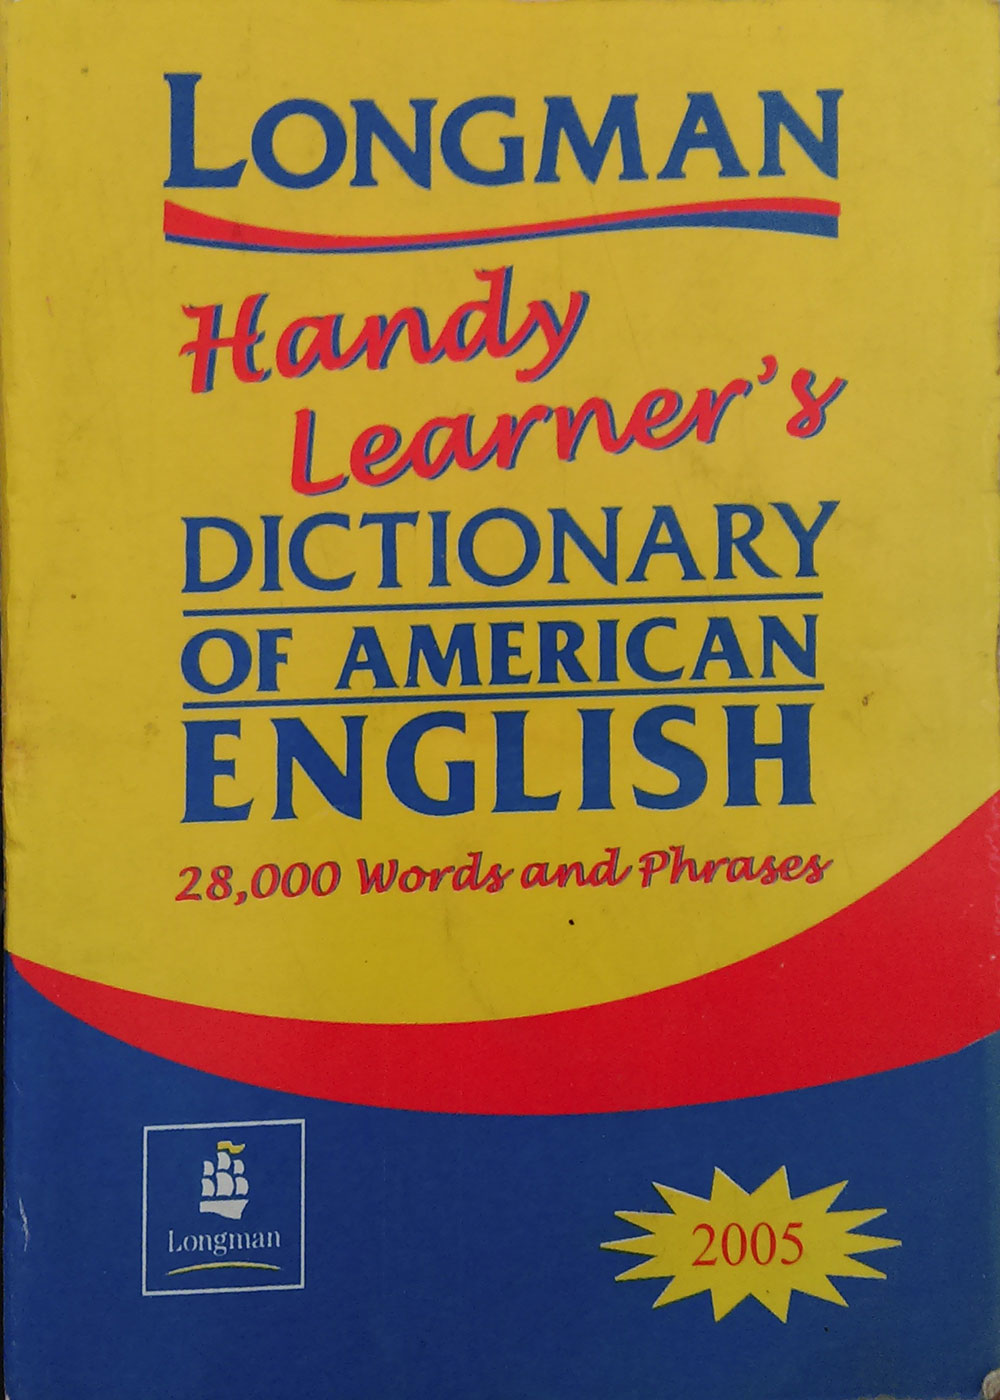 LONGMAN
Handy
Learner's
DICTIONARY
OF AMERICAN
ENGLISH
28,000 Words and Phrases
Longman
2005